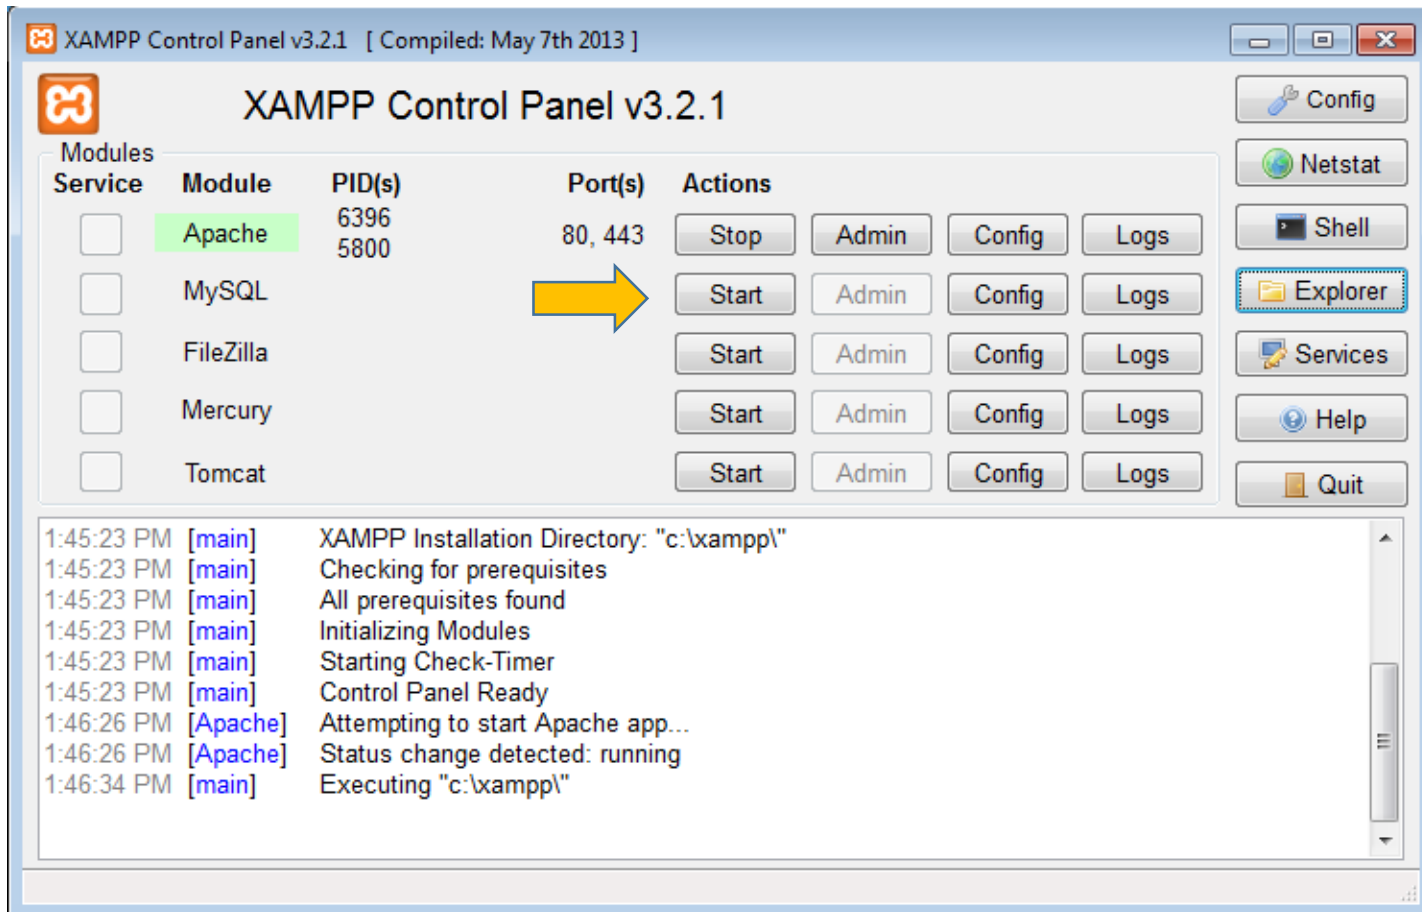 XAMPP Control Panel v3.2.1 [ Compiled: May 7th 2013 ]
XAMPP Control Panel v3.2.1
Modules
Service Module PID(s) Port(s) Actions
Apache 6396 5800 80, 443 Stop Admin Config Logs
MySQL Start Admin Config Logs
FileZilla Start Admin Config Logs
Mercury Start Admin Config Logs
Tomcat Start Admin Config Logs
Config
Netstat
Shell
Explorer
Services
Help
Quit
1:45:23 PM [main] XAMPP Installation Directory: "c:\xampp\"
1:45:23 PM [main] Checking for prerequisites
1:45:23 PM [main] All prerequisites found
1:45:23 PM [main] Initializing Modules
1:45:23 PM [main] Starting Check-Timer
1:45:23 PM [main] Control Panel Ready
1:46:26 PM [Apache] Attempting to start Apache app...
1:46:26 PM [Apache] Status change detected: running
1:46:34 PM [main] Executing "c:\xampp\"